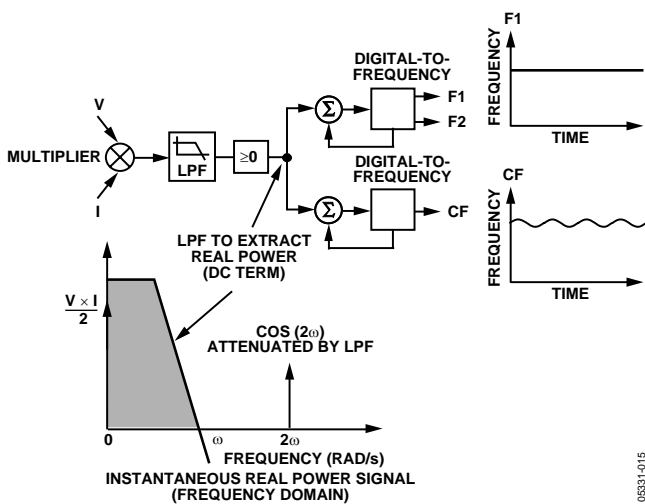 DIGITAL-TO-
FREQUENCY
F1
F2
Σ
V
MULTIPLIER
I
LPF
≥0
DIGITAL-TO-
FREQUENCY
Σ
CF
F1
FREQUENCY
TIME
CF
FREQUENCY
TIME
LPF TO EXTRACT
REAL POWER
(DC TERM)
V × I
2
COS (2ω)
ATTENUATED BY LPF
0
ω
2ω
FREQUENCY (RAD/s)
INSTANTANEOUS REAL POWER SIGNAL
(FREQUENCY DOMAIN)
05331-015